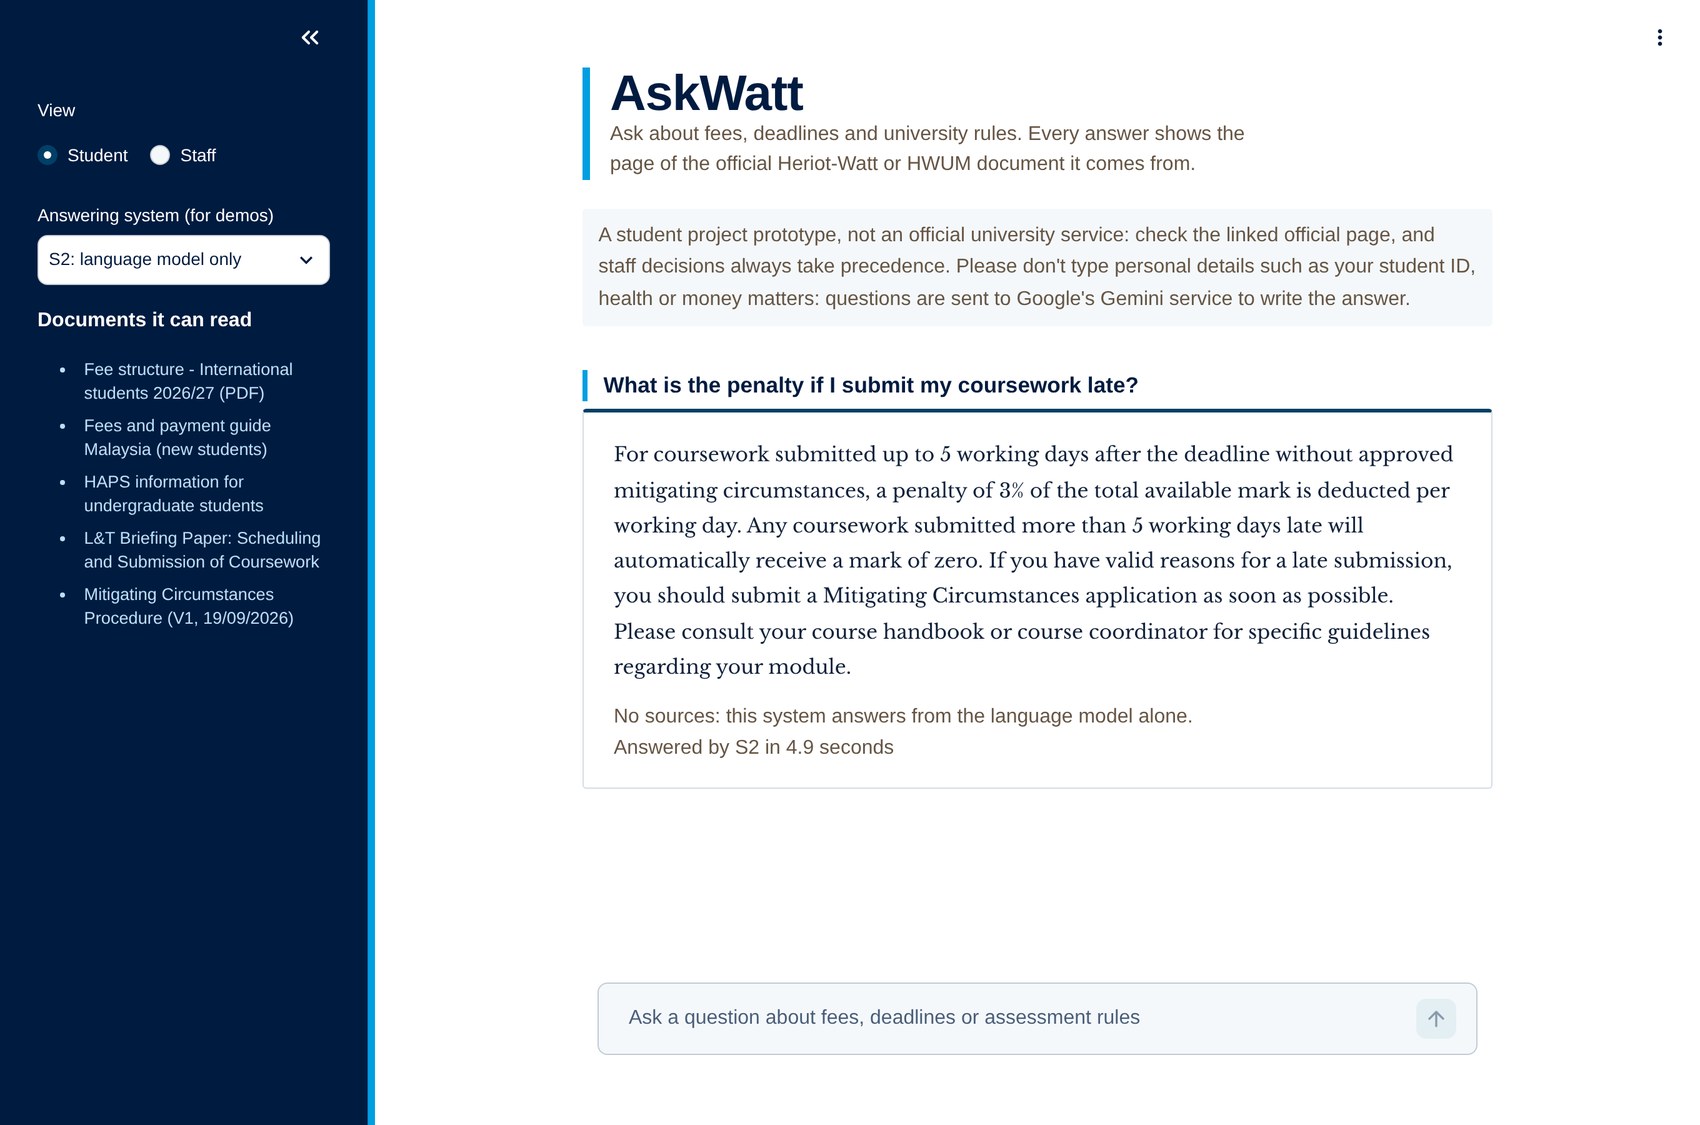 View
Student
Staff
Answering system (for demos)
S2: language model only
Documents it can read
Fee structure - International
students 2026/27 (PDF)
Fees and payment guide
Malaysia (new students)
HAPS information for
undergraduate students
L&T Briefing Paper: Scheduling
and Submission of Coursework
Mitigating Circumstances
Procedure (V1, 19/09/2026)
AskWatt
Ask about fees, deadlines and university rules. Every answer shows the
page of the official Heriot-Watt or HWUM document it comes from.
A student project prototype, not an official university service: check the linked official page, and
staff decisions always take precedence. Please don't type personal details such as your student ID,
health or money matters: questions are sent to Google's Gemini service to write the answer.
What is the penalty if I submit my coursework late?
For coursework submitted up to 5 working days after the deadline without approved
mitigating circumstances, a penalty of 3% of the total available mark is deducted per
working day. Any coursework submitted more than 5 working days late will
automatically receive a mark of zero. If you have valid reasons for a late submission,
you should submit a Mitigating Circumstances application as soon as possible.
Please consult your course handbook or course coordinator for specific guidelines
regarding your module.
No sources: this system answers from the language model alone.
Answered by S2 in 4.9 seconds
Ask a question about fees, deadlines or assessment rules